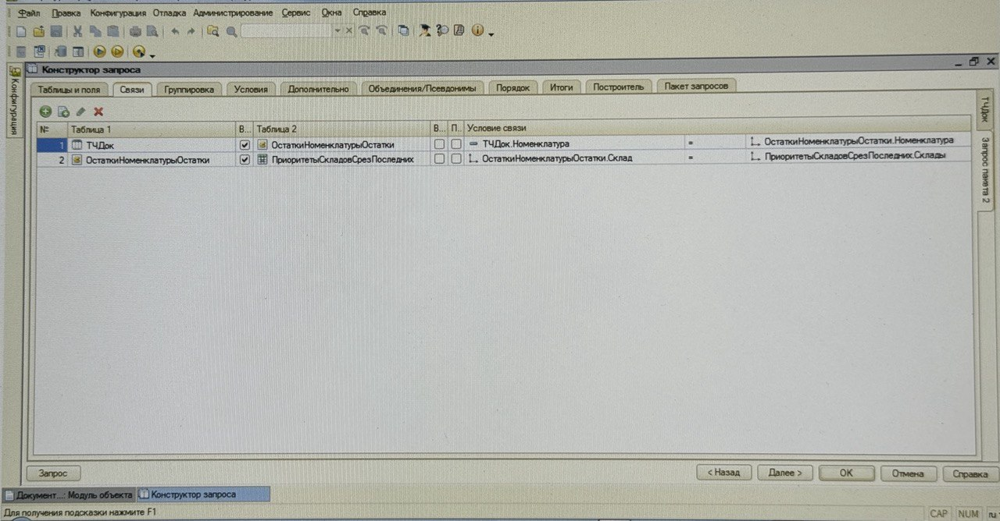 Файл Правка Конфигурация Отладка Администрирование Сервис Окна Справка
Конструктор запроса
Таблицы и поля Связи Группировка Условия Дополнительно Объединения/Псевдонимы Порядок Итоги Построитель Пакет запросов
№ Таблица 1 В... Таблица 2 В... П... Условие связи
1 ТЧДок ОстаткиНоменклатурыОстатки ТЧДок.Номенклатура = ОстаткиНоменклатурыОстатки.Номенклатура
2 ОстаткиНоменклатурыОстатки ПриоритетыСкладовСрезПоследних ОстаткиНоменклатурыОстатки.Склад = ПриоритетыСкладовСрезПоследних.Склады
Конфигурация
ТЧДок
Запрос пакета 2
Запрос < Назад Далее > OK Отмена Справка
Документ...: Модуль объекта Конструктор запроса
Для получения подсказки нажмите F1
CAP NUM ru